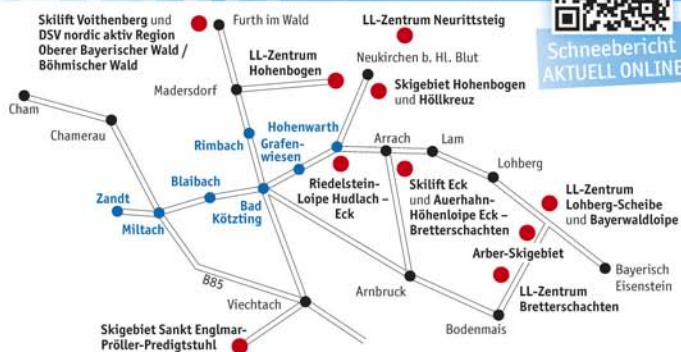 Skilift Voithenberg und
DSV nordic aktiv Region
Oberer Bayerischer Wald /
Böhmischer Wald
Furth im Wald
LL-Zentrum Neurittsteig
Schneebericht
AKTUELL ONLINE
LL-Zentrum
Hohenbogen
Neukirchen b. Hl. Blut
Skigebiet Hohenbogen
und Höllkreuz
Madersdorf
Cham
Chamerau
Rimbach
Hohenwarth
Grafen-
wiesen
Arrach
Lam
Lohberg
Blaibach
Zandt
Miltach
Bad
Kötzting
Riedelstein-
Loipe Hudlach –
Eck
Skilift Eck
und Auerhahn-
Höhenloipe Eck –
Bretterschachten
LL-Zentrum
Lohberg-Scheibe
und Bayerwaldloipe
Arber-Skigebiet
Bayerisch
Eisenstein
B85
Viechtach
Arnbruck
LL-Zentrum
Bretterschachten
Bodenmais
Skigebiet Sankt Englmar-
Pröller-Predigtstuhl